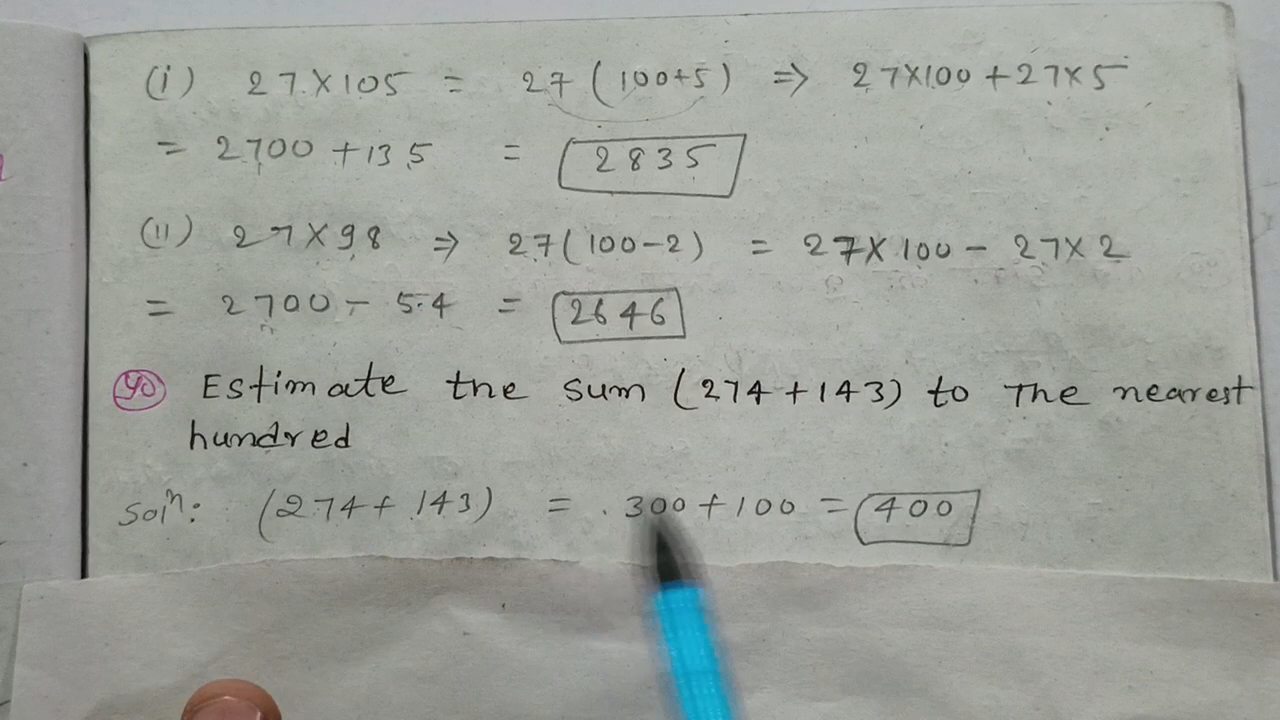 (i) 27×105 = 27(100+5) => 27×100+27×5
= 2700+135 = 2835
(ii) 27×98 => 27(100-2) = 27×100-27×2
= 2700-54 = 2646
40 Estimate the sum (274+143) to the nearest
hundred
Soln: (274+143) = 300+100 = 400